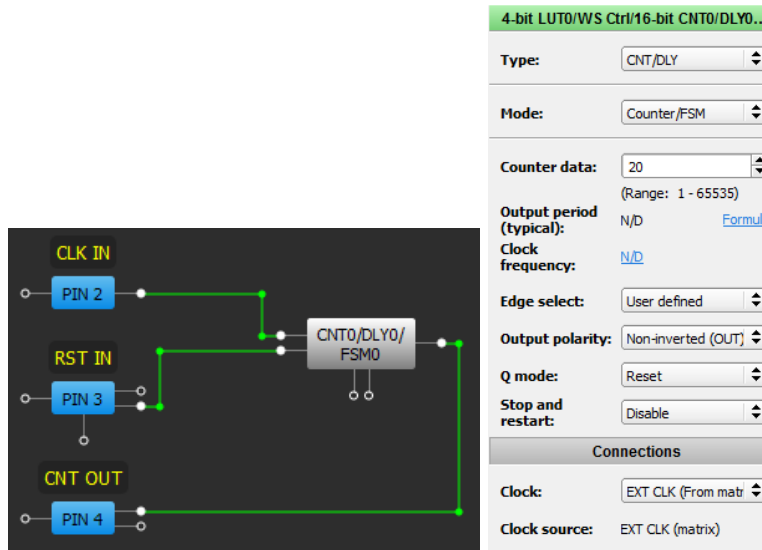 CLK IN
PIN 2
CNT0/DLY0/
FSM0
RST IN
PIN 3
CNT OUT
PIN 4
4-bit LUT0/WS Ctrl/16-bit CNT0/DLY0...
Type: CNT/DLY
Mode: Counter/FSM
Counter data: 20
(Range: 1 - 65535)
Output period
(typical): N/D Formul
Clock
frequency: N/D
Edge select: User defined
Output polarity: Non-inverted (OUT)
Q mode: Reset
Stop and
restart: Disable
Connections
Clock: EXT CLK (From matr
Clock source: EXT CLK (matrix)